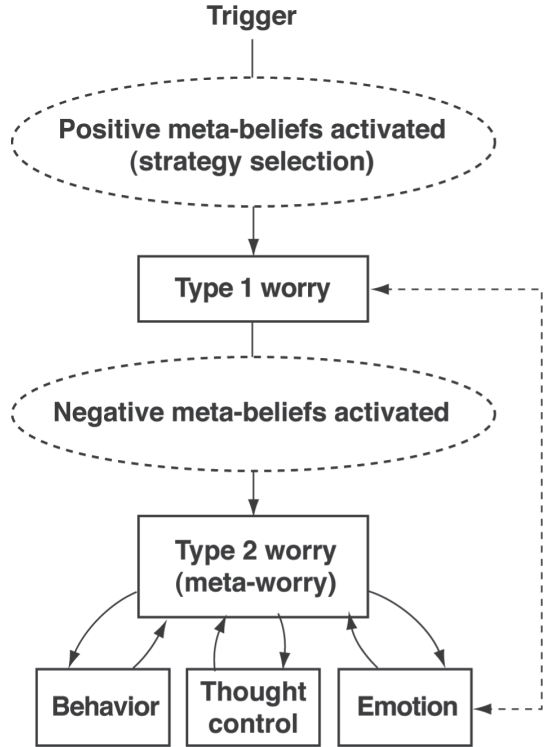 Trigger
Positive meta-beliefs activated
(strategy selection)
Type 1 worry
Negative meta-beliefs activated
Type 2 worry
(meta-worry)
Behavior
Thought
control
Emotion